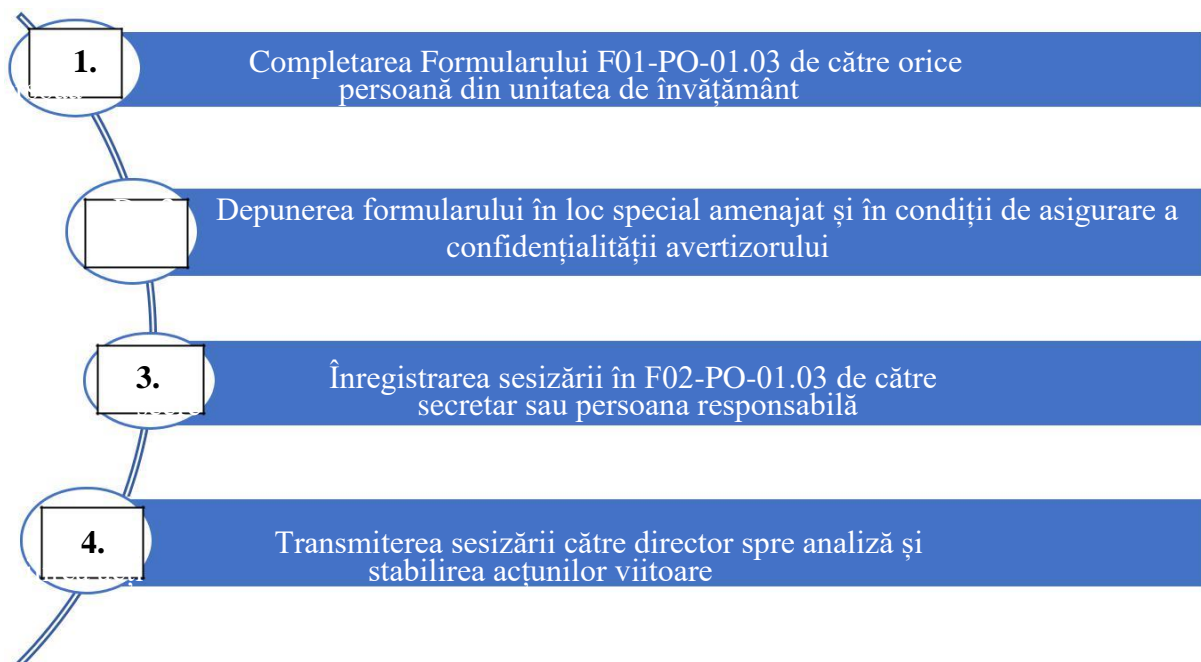 1.
Completarea Formularului F01-PO-01.03 de către orice
persoană din unitatea de învățământ
Depunerea formularului în loc special amenajat și în condiții de asigurare a
confidențialității avertizorului
3.
Înregistrarea sesizării în F02-PO-01.03 de către
secretar sau persoana responsabilă
4.
Transmiterea sesizării către director spre analiză și
stabilirea acțunilor viitoare